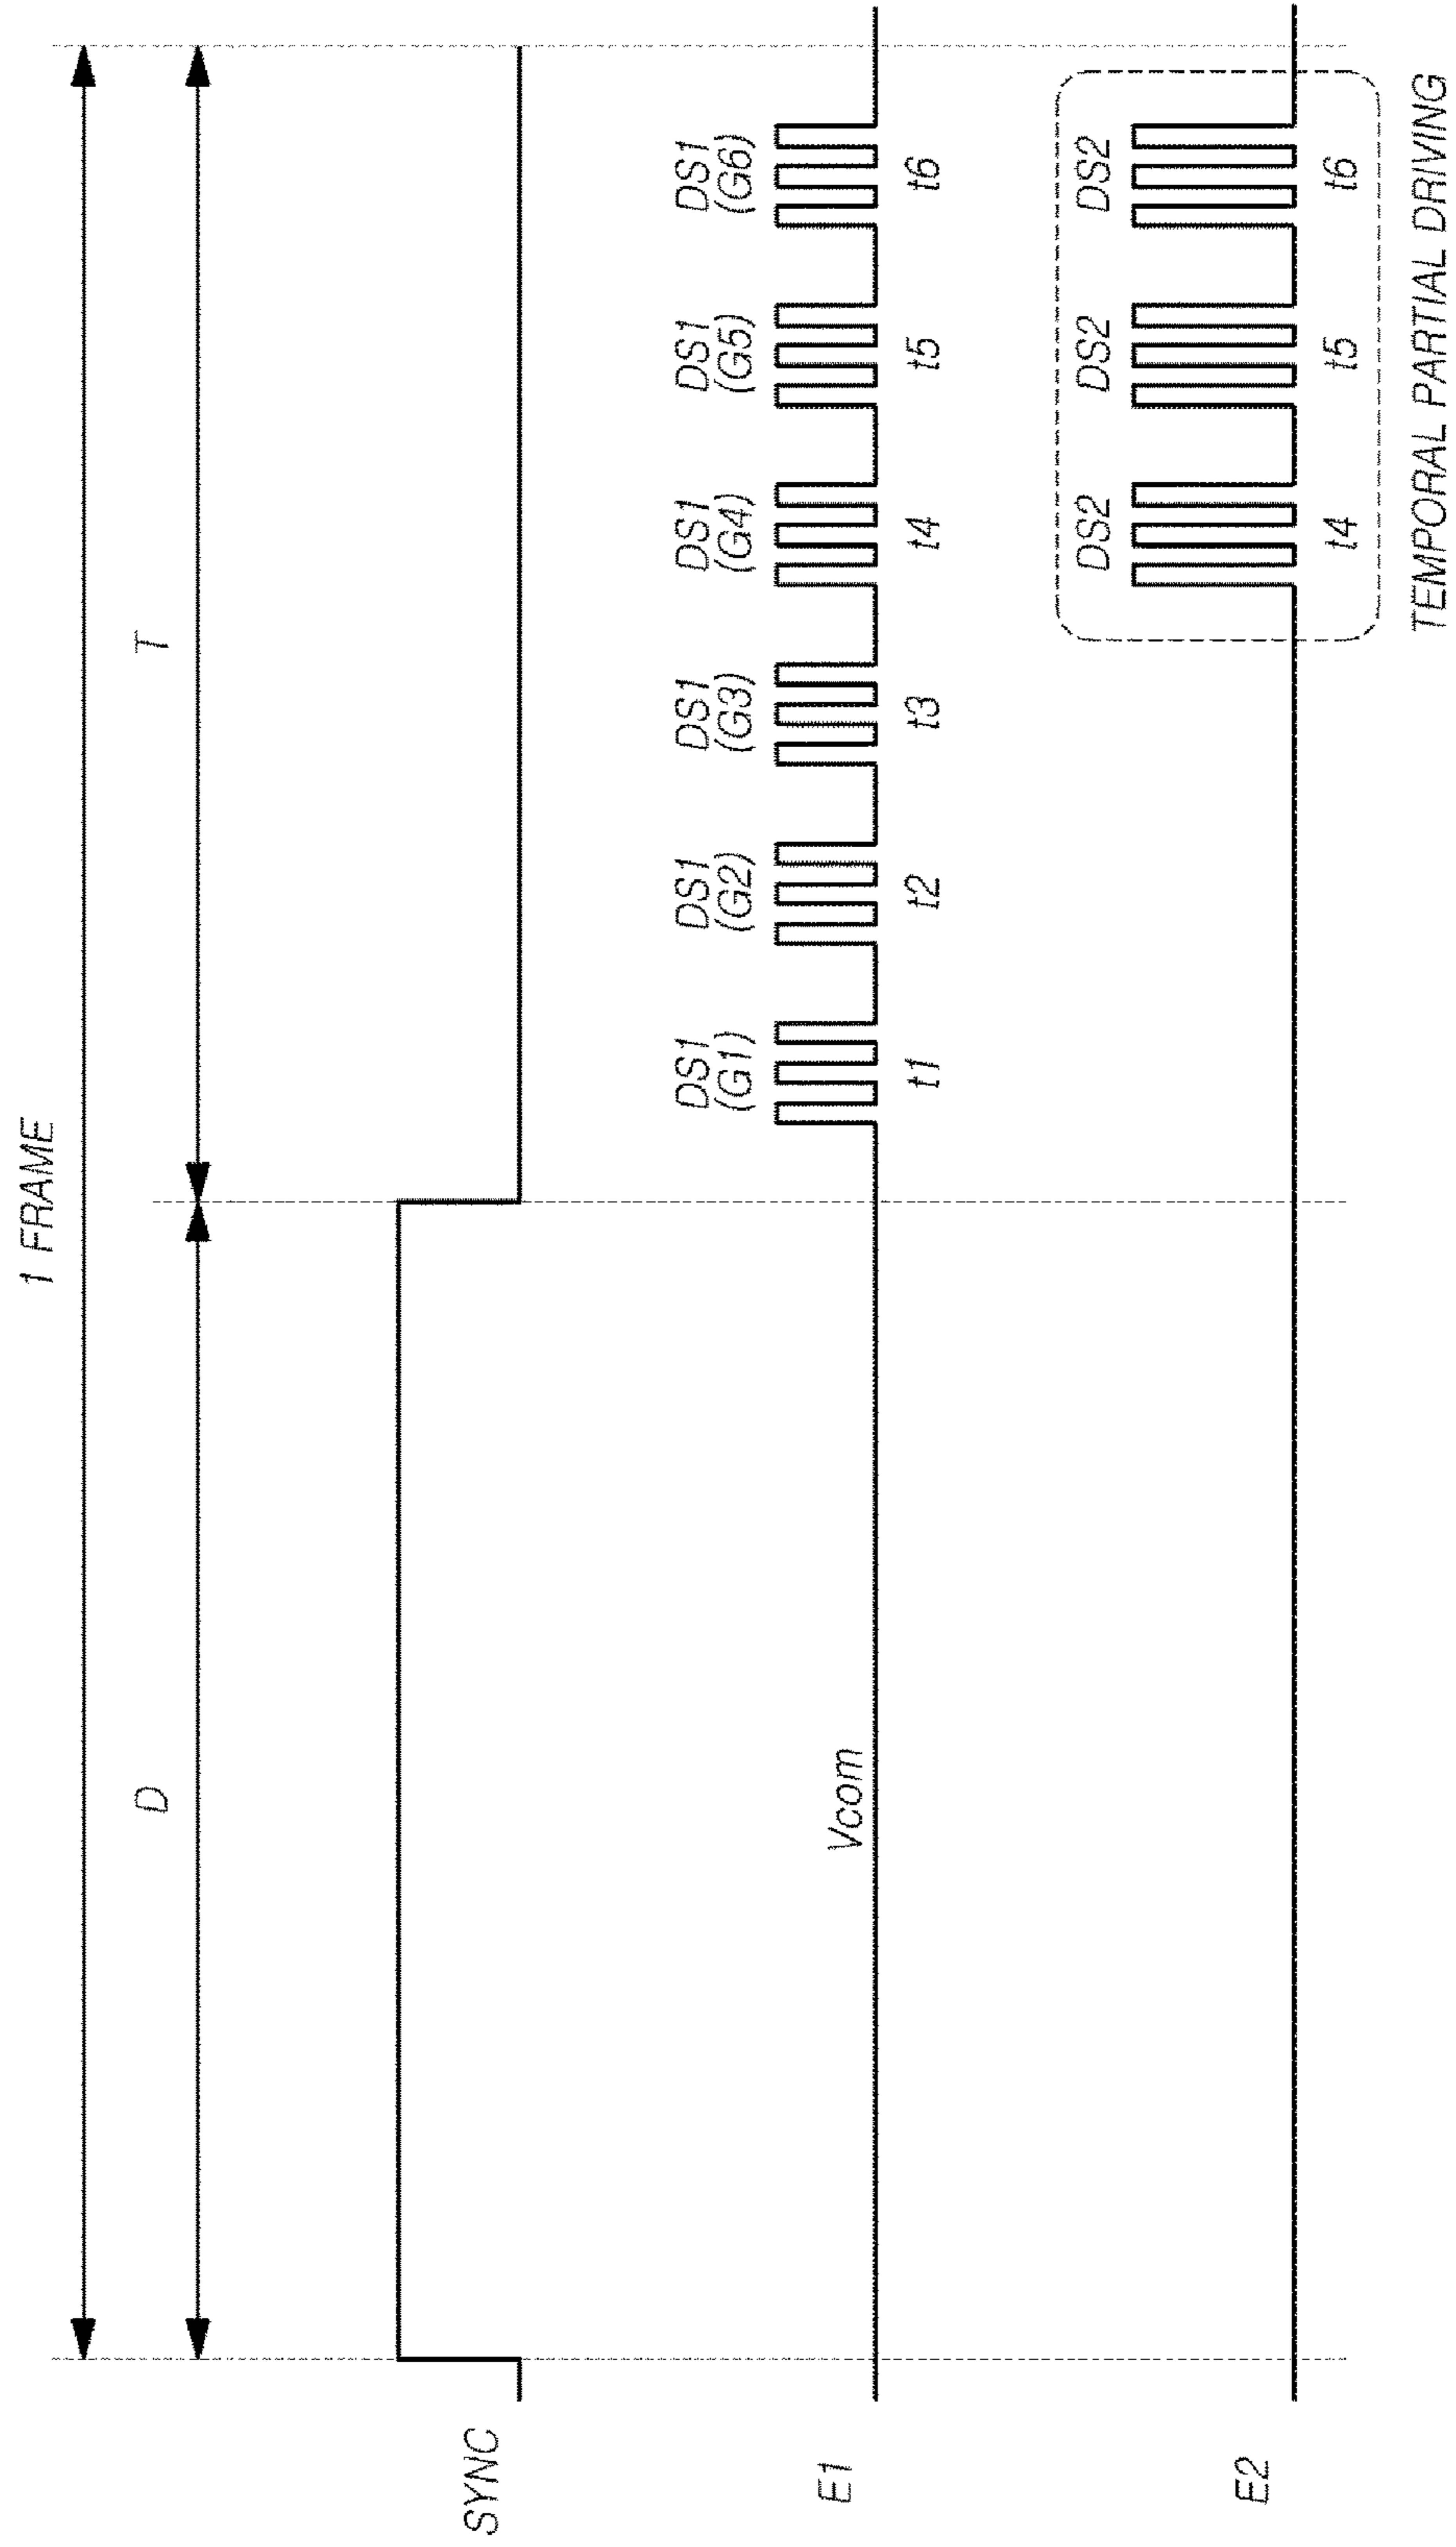 1 FRAME
D
T
SYNC
E1
Vcom
DS1
(G1)
DS1
(G2)
DS1
(G3)
DS1
(G4)
DS1
(G5)
DS1
(G6)
t1
t2
t3
t4
t5
t6
E2
DS2
DS2
DS2
t4
t5
t6
TEMPORAL PARTIAL DRIVING